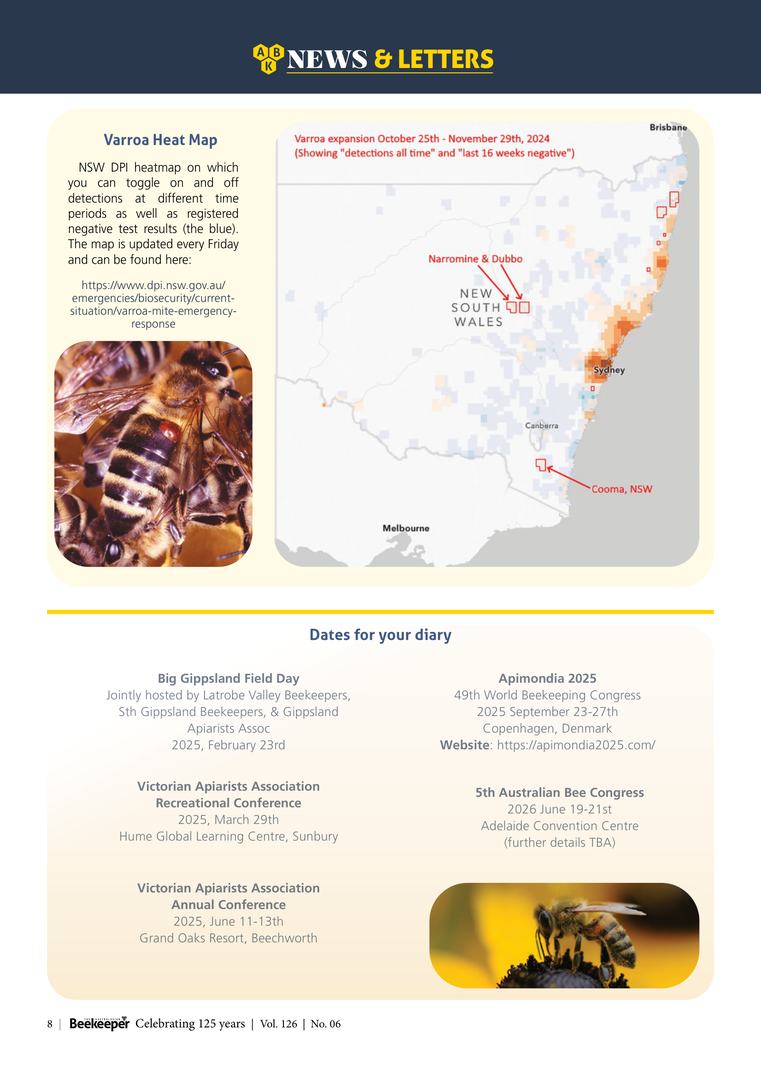 ABK NEWS & LETTERS
Varroa Heat Map
NSW DPI heatmap on which
you can toggle on and off
detections at different time
periods as well as registered
negative test results (the blue).
The map is updated every Friday
and can be found here:
https://www.dpi.nsw.gov.au/
emergencies/biosecurity/current-
situation/varroa-mite-emergency-
response
Varroa expansion October 25th - November 29th, 2024
(Showing "detections all time" and "last 16 weeks negative")
Brisbane
Narromine & Dubbo
NEW
SOUTH
WALES
Sydney
Canberra
Cooma, NSW
Melbourne
Dates for your diary
Big Gippsland Field Day
Jointly hosted by Latrobe Valley Beekeepers,
Sth Gippsland Beekeepers, & Gippsland
Apiarists Assoc
2025, February 23rd
Victorian Apiarists Association
Recreational Conference
2025, March 29th
Hume Global Learning Centre, Sunbury
Victorian Apiarists Association
Annual Conference
2025, June 11-13th
Grand Oaks Resort, Beechworth
Apimondia 2025
49th World Beekeeping Congress
2025 September 23-27th
Copenhagen, Denmark
Website: https://apimondia2025.com/
5th Australian Bee Congress
2026 June 19-21st
Adelaide Convention Centre
(further details TBA)
8 | Beekeeper Celebrating 125 years | Vol. 126 | No. 06